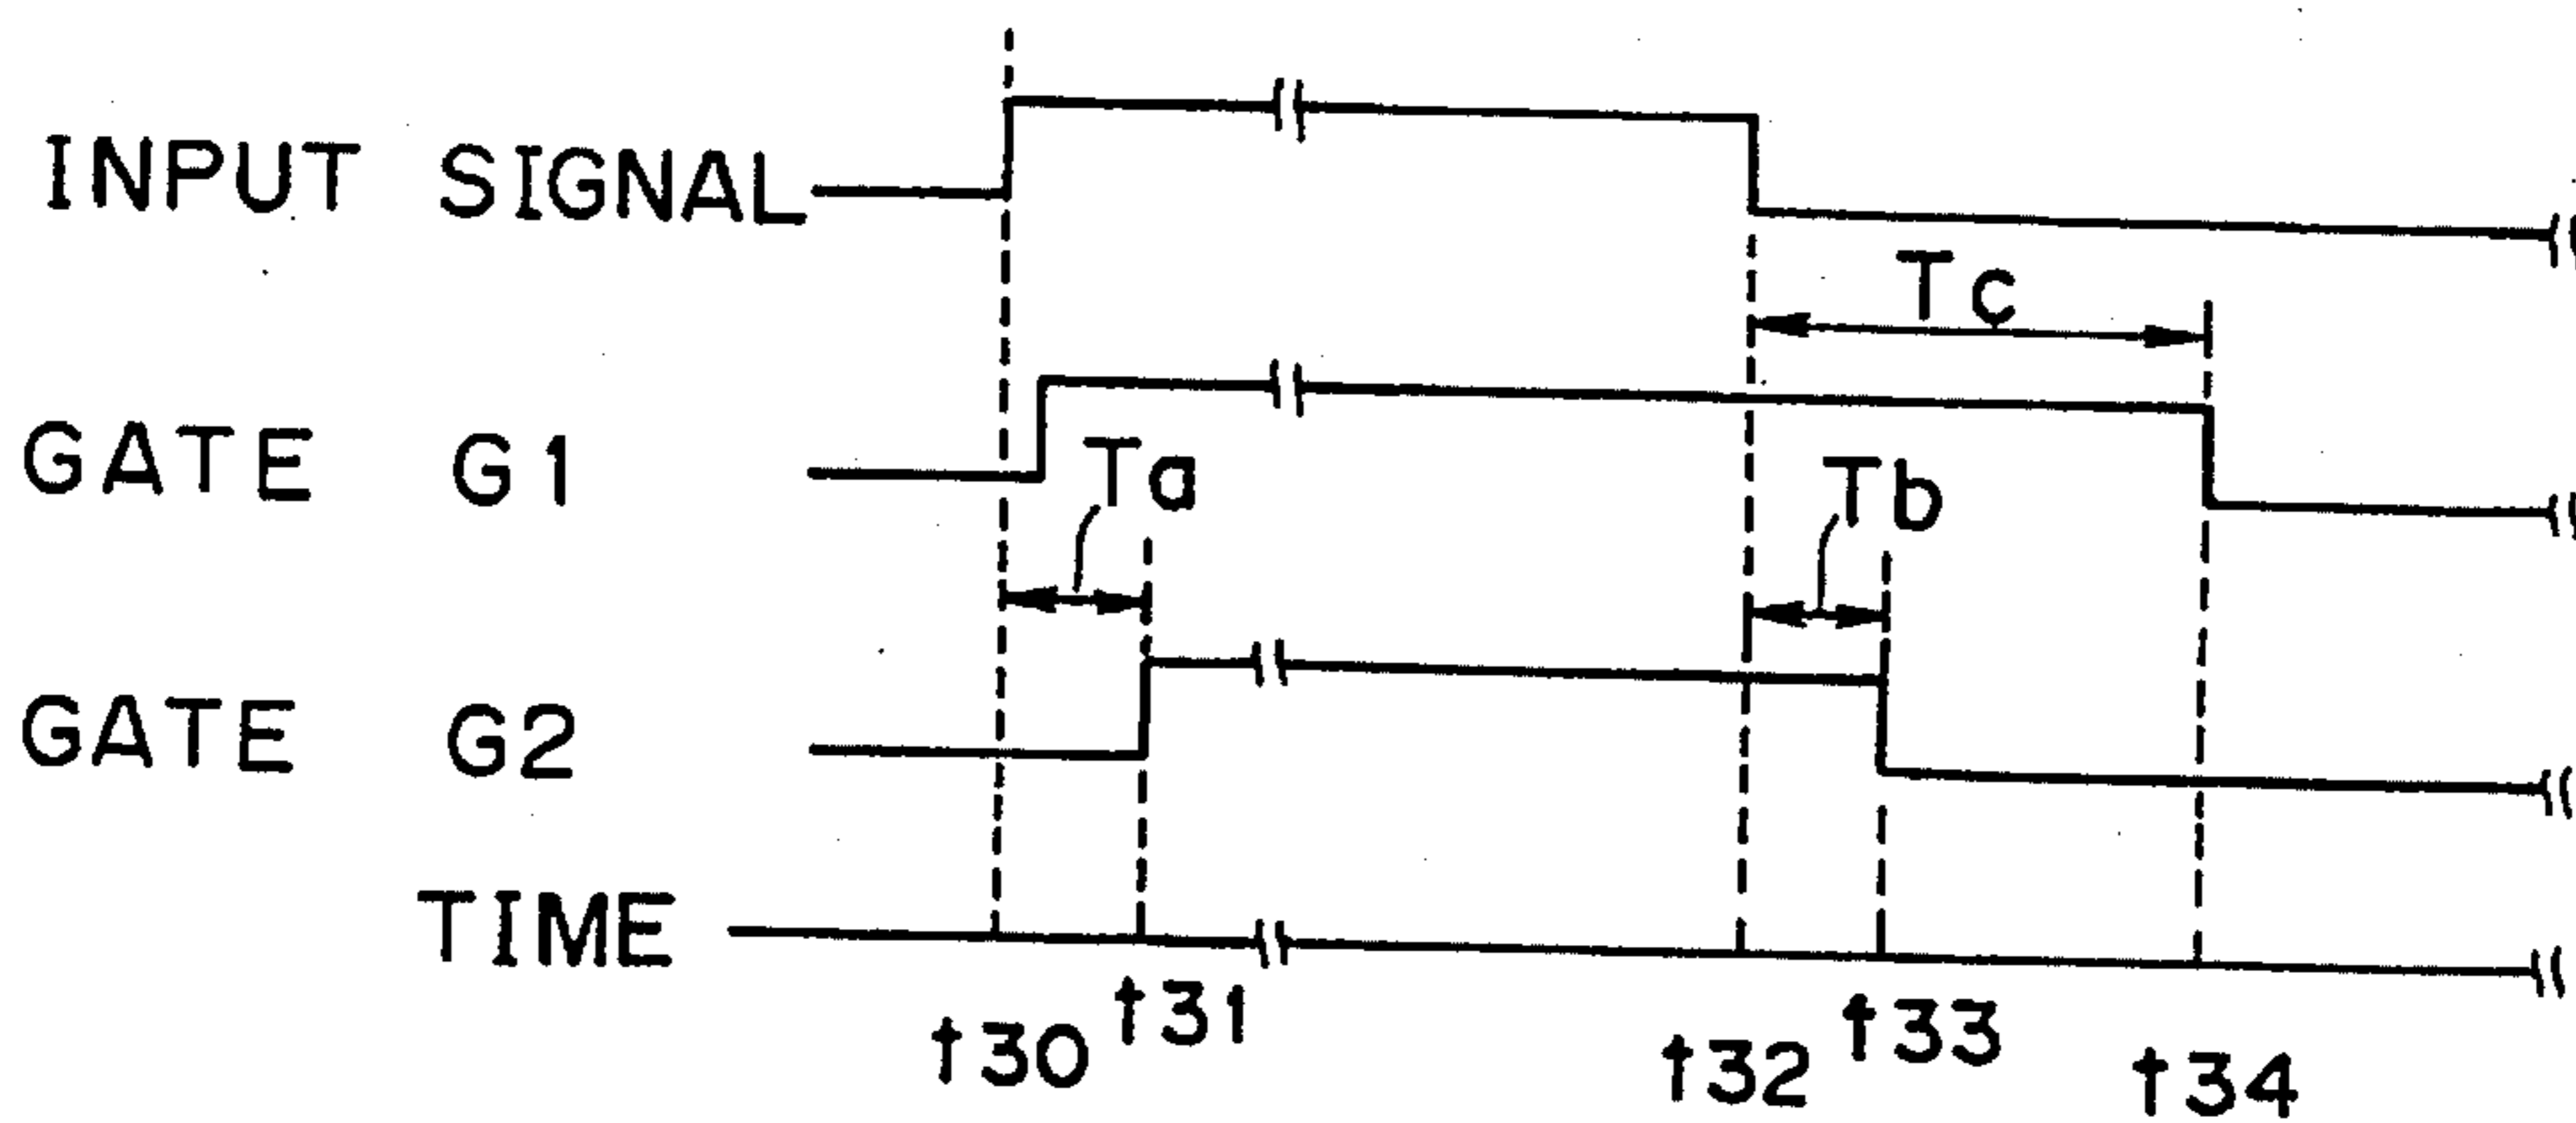 INPUT SIGNAL
Tc
GATE G1
Ta
Tb
GATE G2
TIME
t30 t31 t32 t33 t34